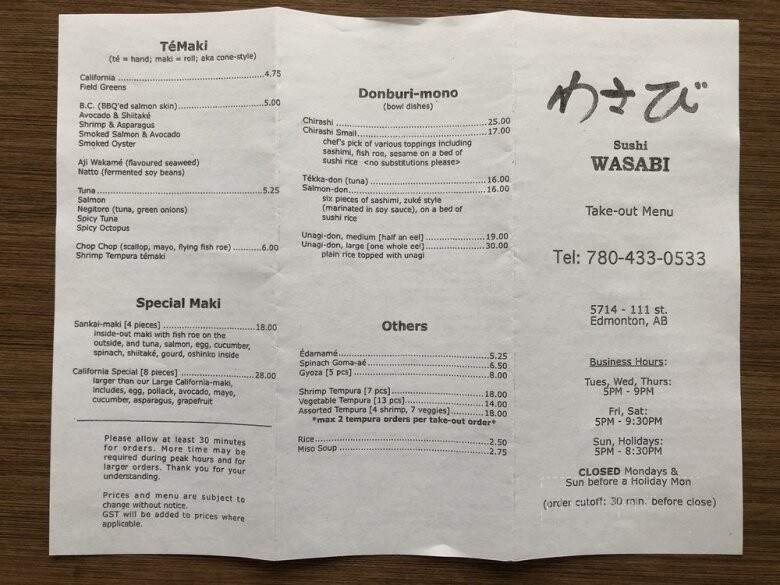 TéMaki
(té = hand; maki = roll; aka cone-style)
California ........ 4.75
Field Greens
B.C. (BBQ'ed salmon skin) ........ 5.00
Avocado & Shiitaké
Shrimp & Asparagus
Smoked Salmon & Avocado
Smoked Oyster
Aji Wakamé (flavoured seaweed)
Natto (fermented soy beans)
Tuna ........ 5.25
Salmon
Negitoro (tuna, green onions)
Spicy Tuna
Spicy Octopus
Chop Chop (scallop, mayo, flying fish roe) ........ 6.00
Shrimp Tempura témaki
Special Maki
Sankai-maki [4 pieces] ........ 18.00
inside-out maki with fish roe on the
outside, and tuna, salmon, egg, cucumber,
spinach, shiitaké, gourd, oshinko inside
California Special [8 pieces] ........ 28.00
larger than our Large California-maki,
includes, egg, pollack, avocado, mayo,
cucumber, asparagus, grapefruit
Please allow at least 30 minutes
for orders. More time may be
required during peak hours and for
larger orders. Thank you for your
understanding.
Prices and menu are subject to
change without notice.
GST will be added to prices where
applicable.
Donburi-mono
(bowl dishes)
Chirashi ........ 25.00
Chirashi Small ........ 17.00
chef's pick of various toppings including
sashimi, fish roe, sesame on a bed of
sushi rice <no substitutions please>
Tékka-don (tuna) ........ 16.00
Salmon-don ........ 16.00
six pieces of sashimi, zuké style
(marinated in soy sauce), on a bed of
sushi rice
Unagi-don, medium [half an eel] ........ 19.00
Unagi-don, large [one whole eel] ........ 30.00
plain rice topped with unagi
Others
Édamamé ........ 5.25
Spinach Goma-aé ........ 6.50
Gyoza [5 pcs] ........ 8.00
Shrimp Tempura [7 pcs] ........ 18.00
Vegetable Tempura [13 pcs] ........ 14.00
Assorted Tempura [4 shrimp, 7 veggies] ........ 18.00
*max 2 tempura orders per take-out order*
Rice ........ 2.50
Miso Soup ........ 2.75
わさび
Sushi
WASABI
Take-out Menu
Tel: 780-433-0533
5714 - 111 st.
Edmonton, AB
Business Hours:
Tues, Wed, Thurs:
5PM - 9PM
Fri, Sat:
5PM - 9:30PM
Sun, Holidays:
5PM - 8:30PM
CLOSED Mondays &
Sun before a Holiday Mon
(order cutoff: 30 min. before close)